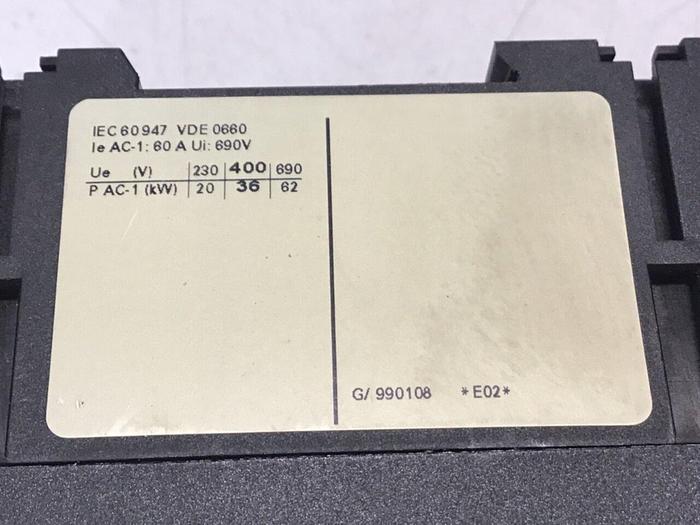 IEC 60947 VDE 0660
Ie AC-1: 60 A Ui: 690V
Ue (V) 230 400 690
P AC-1 (kW) 20 36 62
G/ 990108 *E02*